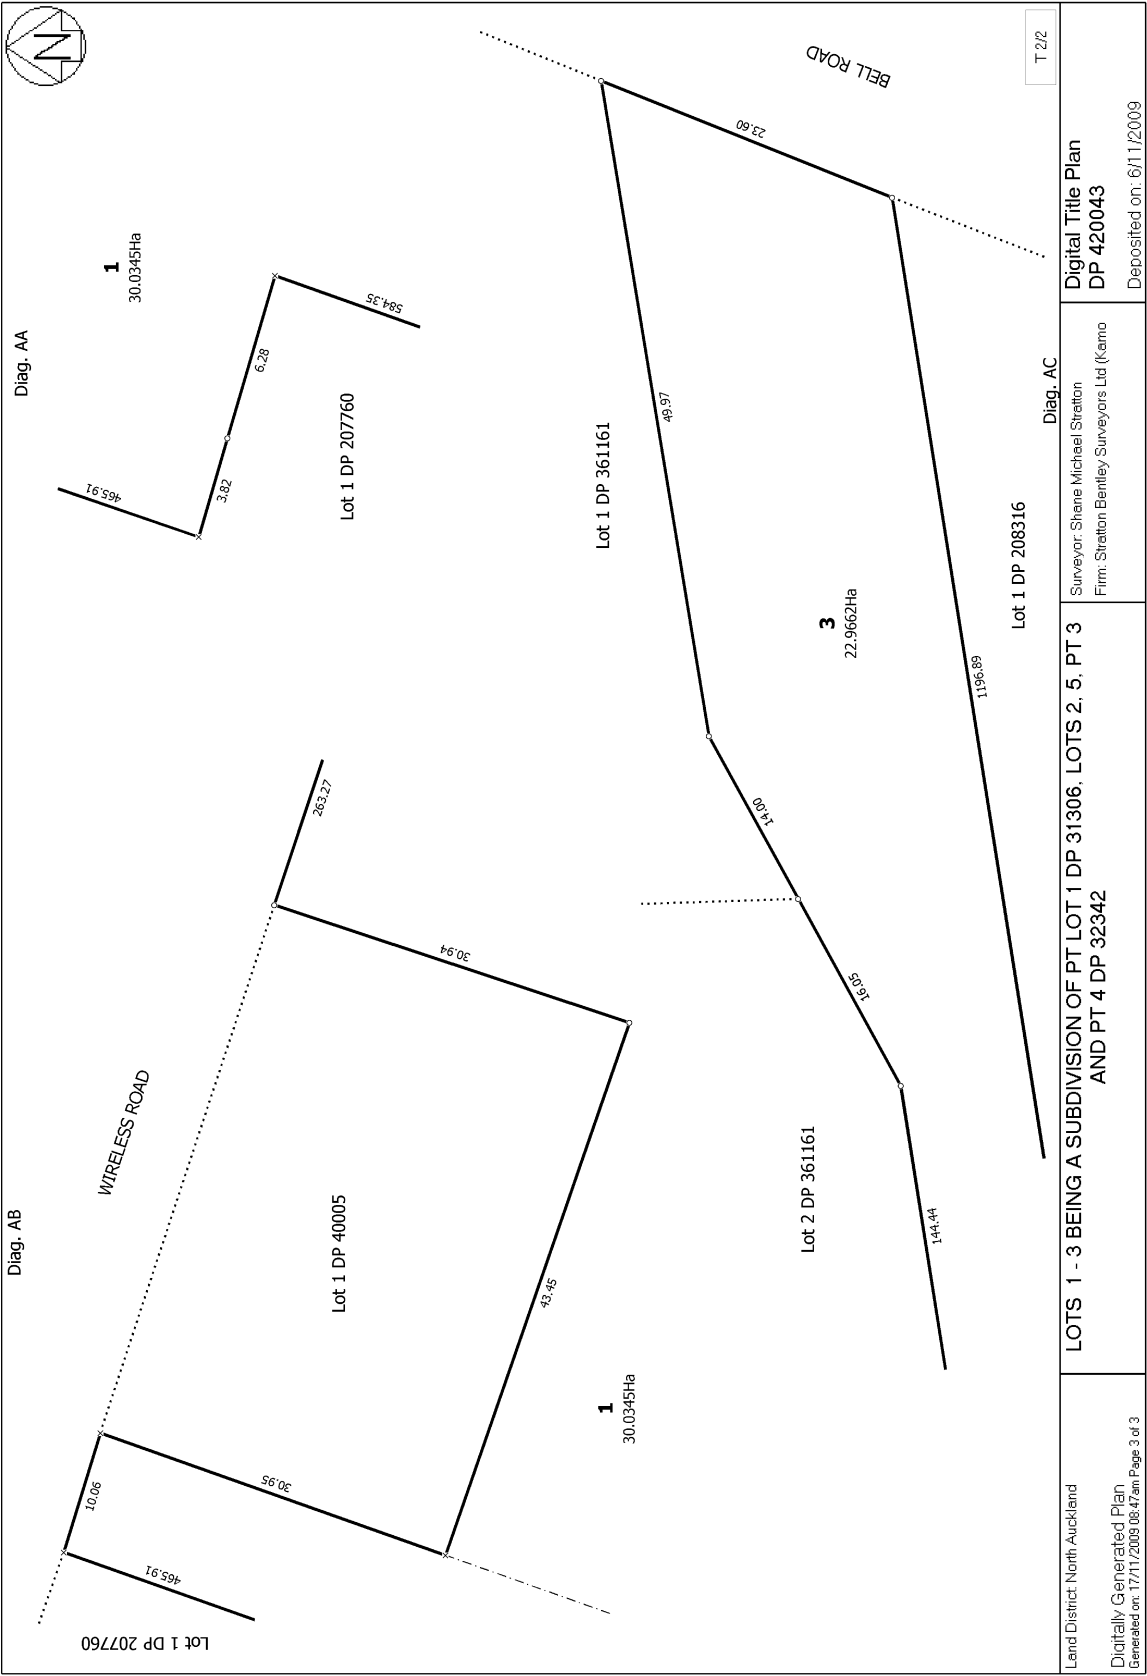 Diag. AB
Diag. AA
N
Lot 1 DP 207760
465.91
10.06
30.95
WIRELESS ROAD
Lot 1 DP 40005
43.45
30.94
263.27
1
30.0345Ha
465.91
3.82
6.28
584.35
1
30.0345Ha
Lot 1 DP 207760
Lot 1 DP 361161
Lot 2 DP 361161
144.44
16.05
14.00
49.97
23.60
BELL ROAD
3
22.9662Ha
1196.89
Lot 1 DP 208316
Diag. AC
T 2/2
Land District: North Auckland
Digitally Generated Plan
Generated on: 17/11/2009 08:47am Page 3 of 3
LOTS 1 - 3 BEING A SUBDIVISION OF PT LOT 1 DP 31306, LOTS 2, 5, PT 3
AND PT 4 DP 32342
Surveyor: Shane Michael Stratton
Firm: Stratton Bentley Surveyors Ltd (Kamo
Digital Title Plan
DP 420043
Deposited on: 6/11/2009